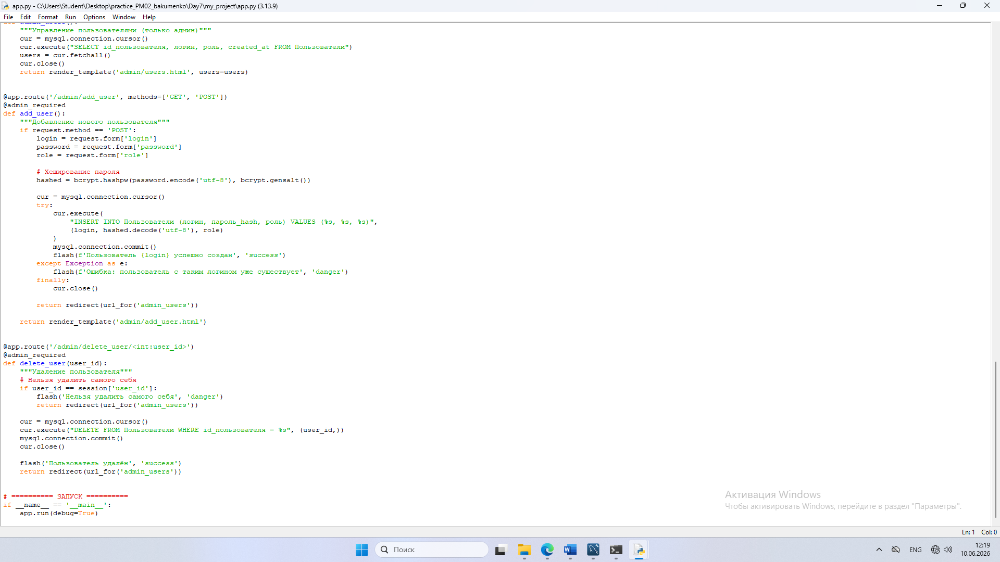 app.py - C:\Users\Student\Desktop\practice_PM02_bakumenko\Day7\my_project\app.py (3.13.9)
File Edit Format Run Options Window Help
"""Управление пользователями (только админ)"""
cur = mysql.connection.cursor()
cur.execute("SELECT id_пользователя, логин, роль, created_at FROM Пользователи")
users = cur.fetchall()
cur.close()
return render_template('admin/users.html', users=users)
@app.route('/admin/add_user', methods=['GET', 'POST'])
@admin_required
def add_user():
"""Добавление нового пользователя"""
if request.method == 'POST':
login = request.form['login']
password = request.form['password']
role = request.form['role']
# Хеширование пароля
hashed = bcrypt.hashpw(password.encode('utf-8'), bcrypt.gensalt())
cur = mysql.connection.cursor()
try:
cur.execute(
"INSERT INTO Пользователи (логин, пароль_hash, роль) VALUES (%s, %s, %s)",
(login, hashed.decode('utf-8'), role)
)
mysql.connection.commit()
flash(f'Пользователь {login} успешно создан', 'success')
except Exception as e:
flash(f'Ошибка: пользователь с таким логином уже существует', 'danger')
finally:
cur.close()
return redirect(url_for('admin_users'))
return render_template('admin/add_user.html')
@app.route('/admin/delete_user/<int:user_id>')
@admin_required
def delete_user(user_id):
"""Удаление пользователя"""
# Нельзя удалить самого себя
if user_id == session['user_id']:
flash('Нельзя удалить самого себя', 'danger')
return redirect(url_for('admin_users'))
cur = mysql.connection.cursor()
cur.execute("DELETE FROM Пользователи WHERE id_пользователя = %s", (user_id,))
mysql.connection.commit()
cur.close()
flash('Пользователь удалён', 'success')
return redirect(url_for('admin_users'))
# ========== ЗАПУСК ==========
if __name__ == '__main__':
app.run(debug=True)
Активация Windows
Чтобы активировать Windows, перейдите в раздел "Параметры".
Ln: 1 Col: 0
Поиск
ENG
12:19
10.06.2026